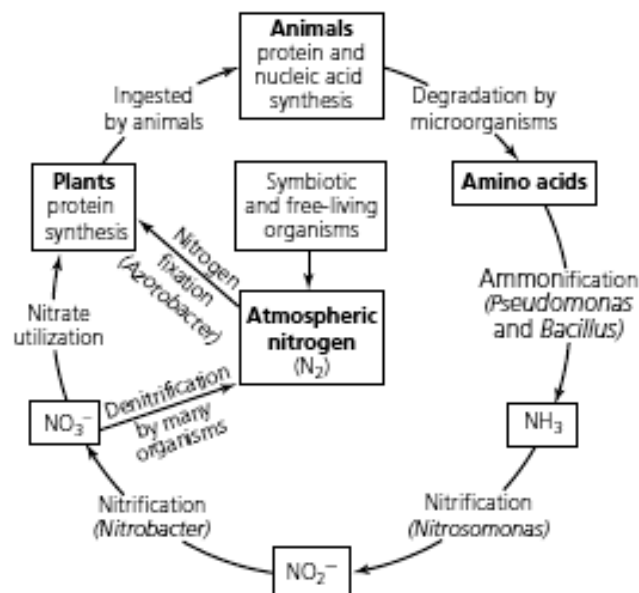 Animals
protein and
nucleic acid
synthesis
Ingested
by animals
Degradation by
microorganisms
Plants
protein
synthesis
Symbiotic
and free-living
organisms
Amino acids
Nitrogen
fixation
(Azotobacter)
Atmospheric
nitrogen
(N₂)
Ammonification
(Pseudomonas
and Bacillus)
Nitrate
utilization
Denitrification
by many
organisms
NO₃⁻
NH₃
Nitrification
(Nitrobacter)
Nitrification
(Nitrosomonas)
NO₂⁻